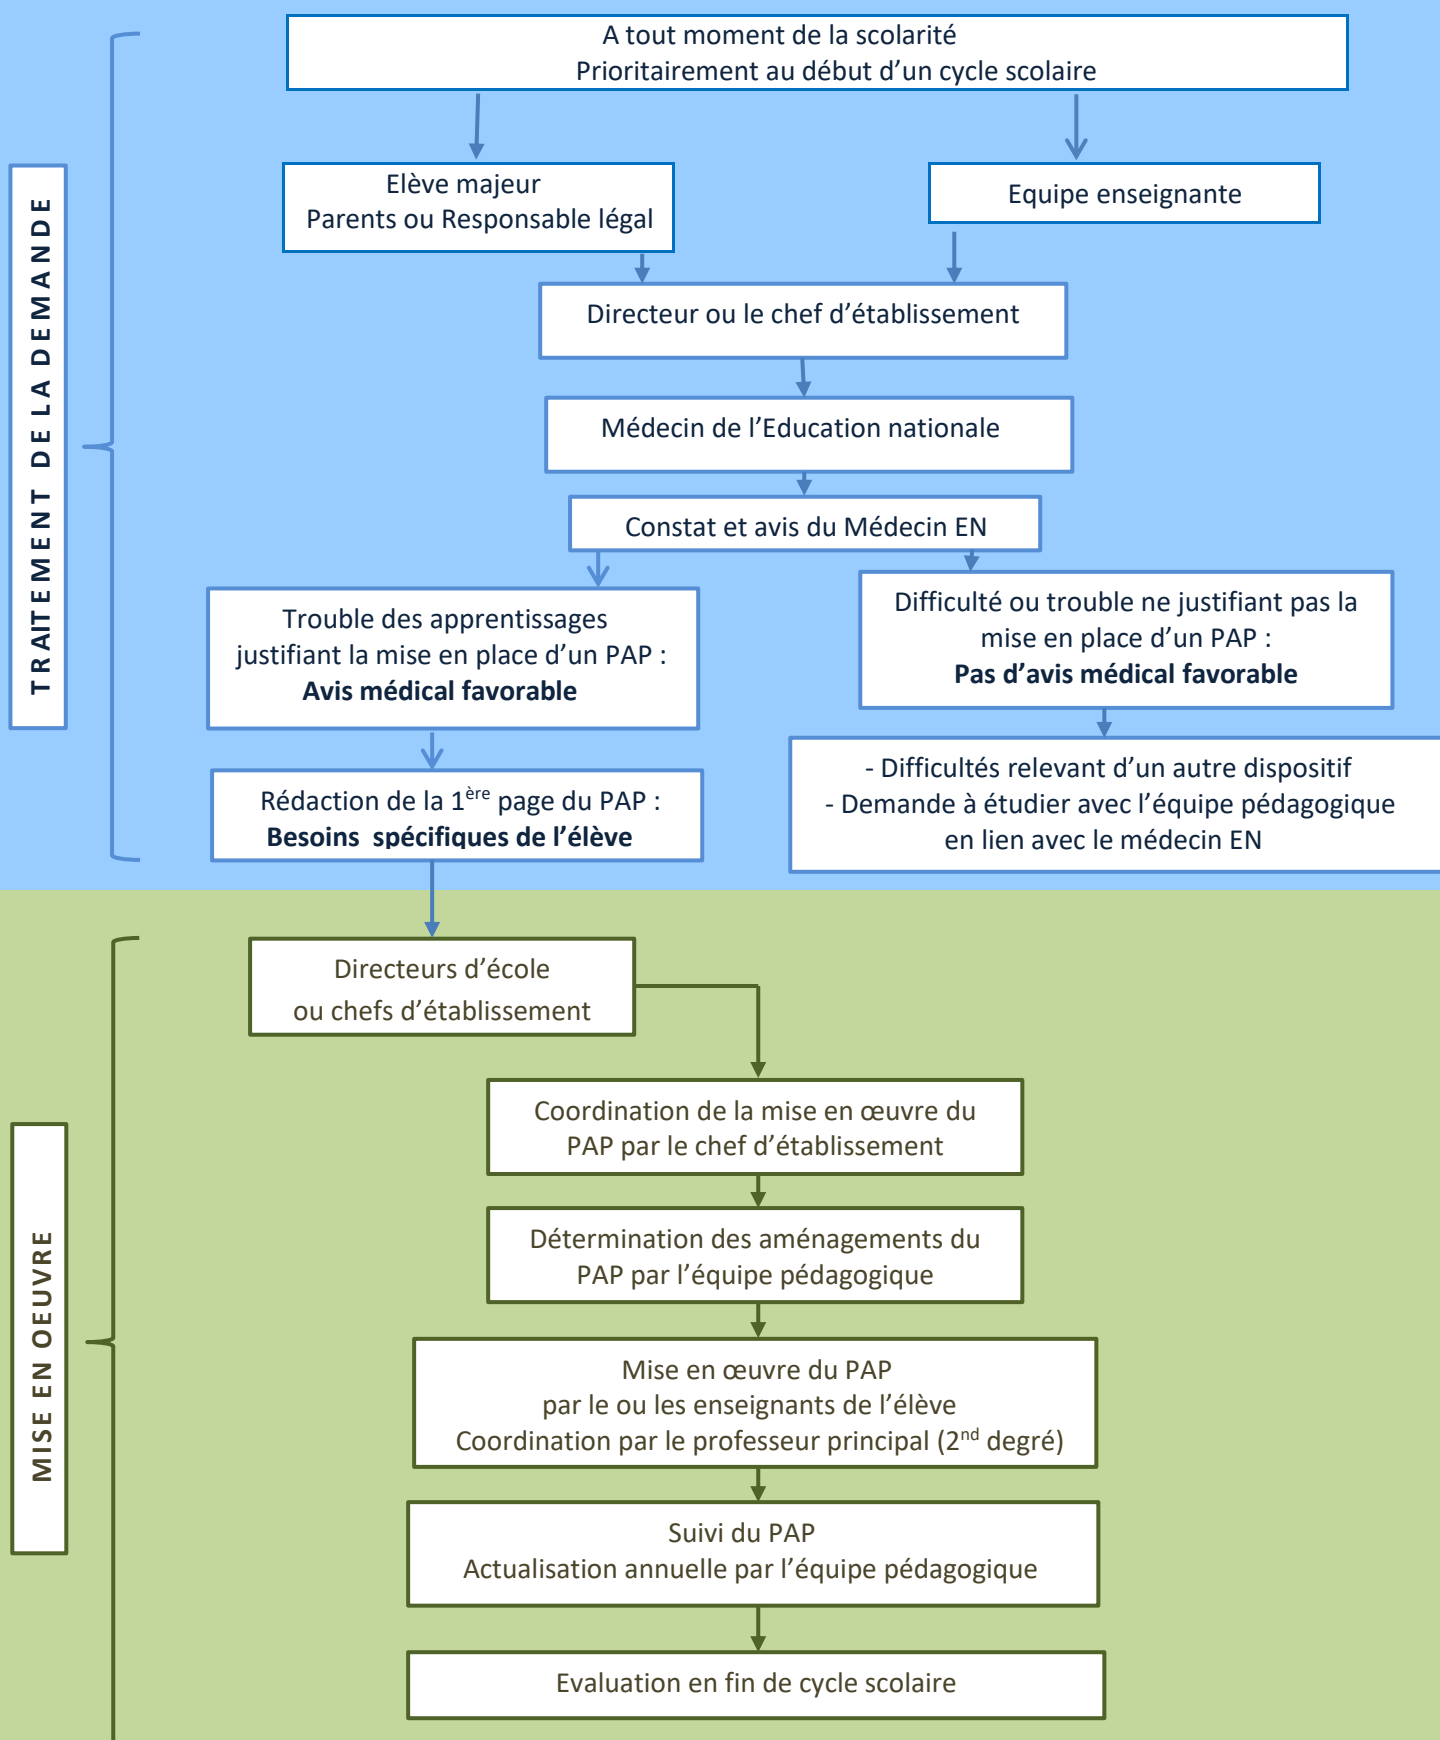 A tout moment de la scolarité
Prioritairement au début d’un cycle scolaire
TRAITEMENT DE LA DEMANDE
Elève majeur
Parents ou Responsable légal
Equipe enseignante
Directeur ou le chef d’établissement
Médecin de l’Education nationale
Constat et avis du Médecin EN
Trouble des apprentissages
justifiant la mise en place d’un PAP :
Avis médical favorable
Difficulté ou trouble ne justifiant pas la
mise en place d’un PAP :
Pas d’avis médical favorable
Rédaction de la 1ère page du PAP :
Besoins spécifiques de l’élève
- Difficultés relevant d’un autre dispositif
- Demande à étudier avec l’équipe pédagogique
en lien avec le médecin EN
MISE EN OEUVRE
Directeurs d’école
ou chefs d’établissement
Coordination de la mise en œuvre du
PAP par le chef d’établissement
Détermination des aménagements du
PAP par l’équipe pédagogique
Mise en œuvre du PAP
par le ou les enseignants de l’élève
Coordination par le professeur principal (2nd degré)
Suivi du PAP
Actualisation annuelle par l’équipe pédagogique
Evaluation en fin de cycle scolaire